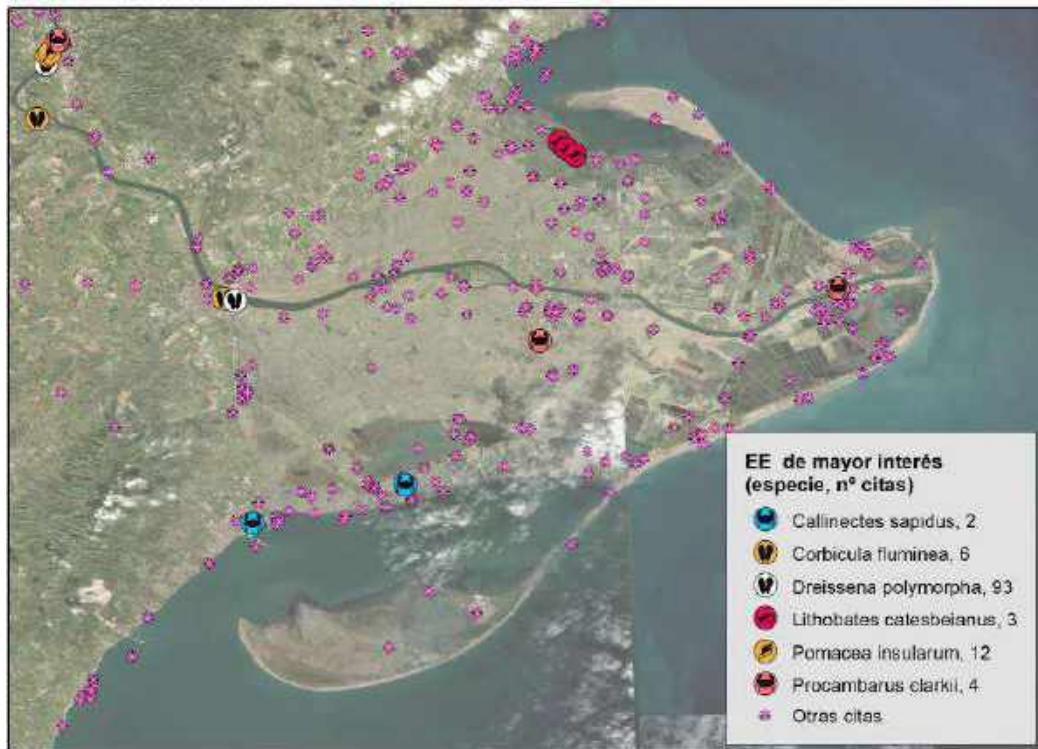 EE de mayor interés
(especie, nº citas)
Callinectes sapidus, 2
Corbicula fluminea, 6
Dreissena polymorpha, 93
Lithobates catesbeianus, 3
Pomacea insularum, 12
Procambarus clarkii, 4
Otras citas